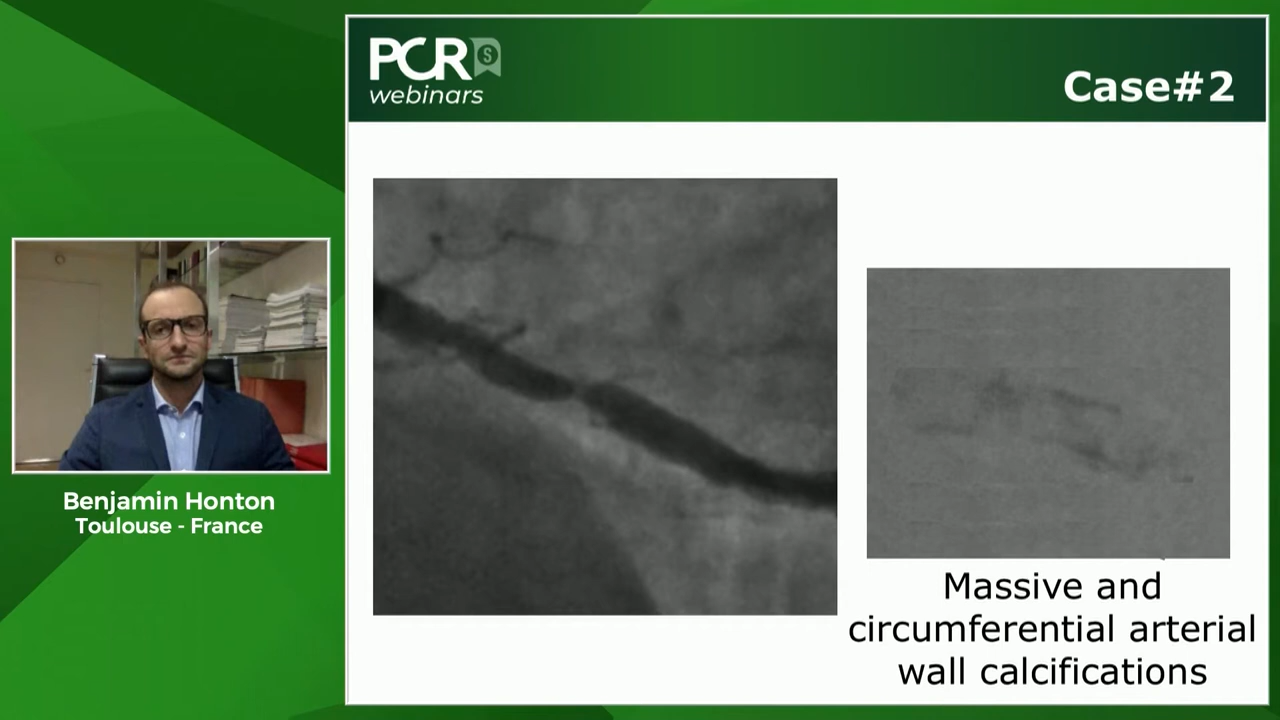 PCR
webinars
Case#2
Benjamin Honton
Toulouse - France
Massive and
circumferential arterial
wall calcifications